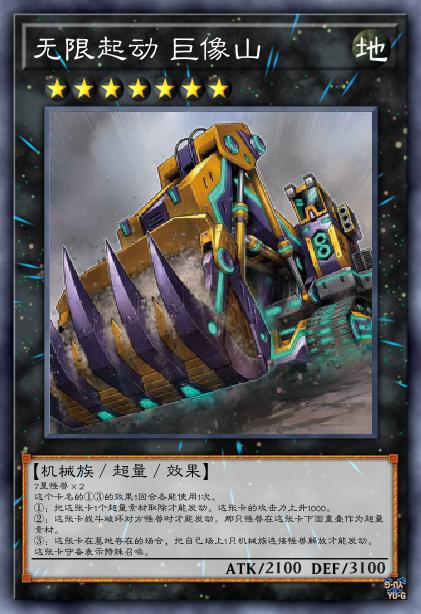 无限起动 巨像山
地
8
【机械族／超量／效果】
7星怪兽×2
这个卡名的①③的效果1回合各能使用1次。
①：把这张卡1个超量素材取除才能发动。这张卡的攻击力上升1000。
②：这张卡战斗破坏对方怪兽时才能发动。那只怪兽在这张卡下面重叠作为超量
素材。
③：这张卡在墓地存在的场合，把自己场上1只机械族连接怪兽解放才能发动。
这张卡守备表示特殊召唤。
ATK/2100 DEF/3100
YU-G